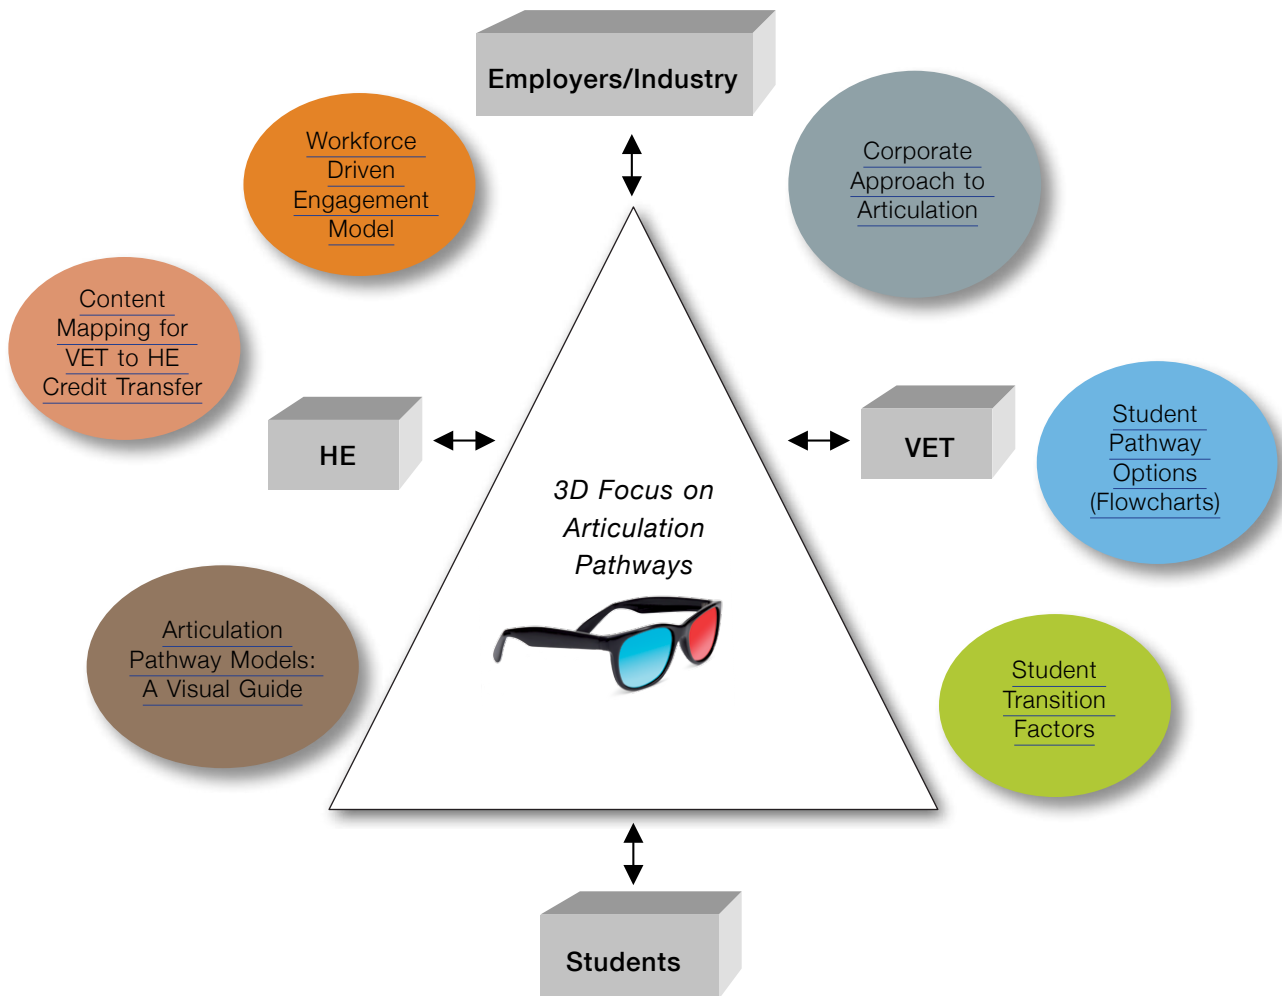 Employers/Industry
Workforce
Driven
Engagement
Model
Corporate
Approach to
Articulation
Content
Mapping for
VET to HE
Credit Transfer
HE
VET
Student
Pathway
Options
(Flowcharts)
3D Focus on
Articulation
Pathways
Articulation
Pathway Models:
A Visual Guide
Student
Transition
Factors
Students